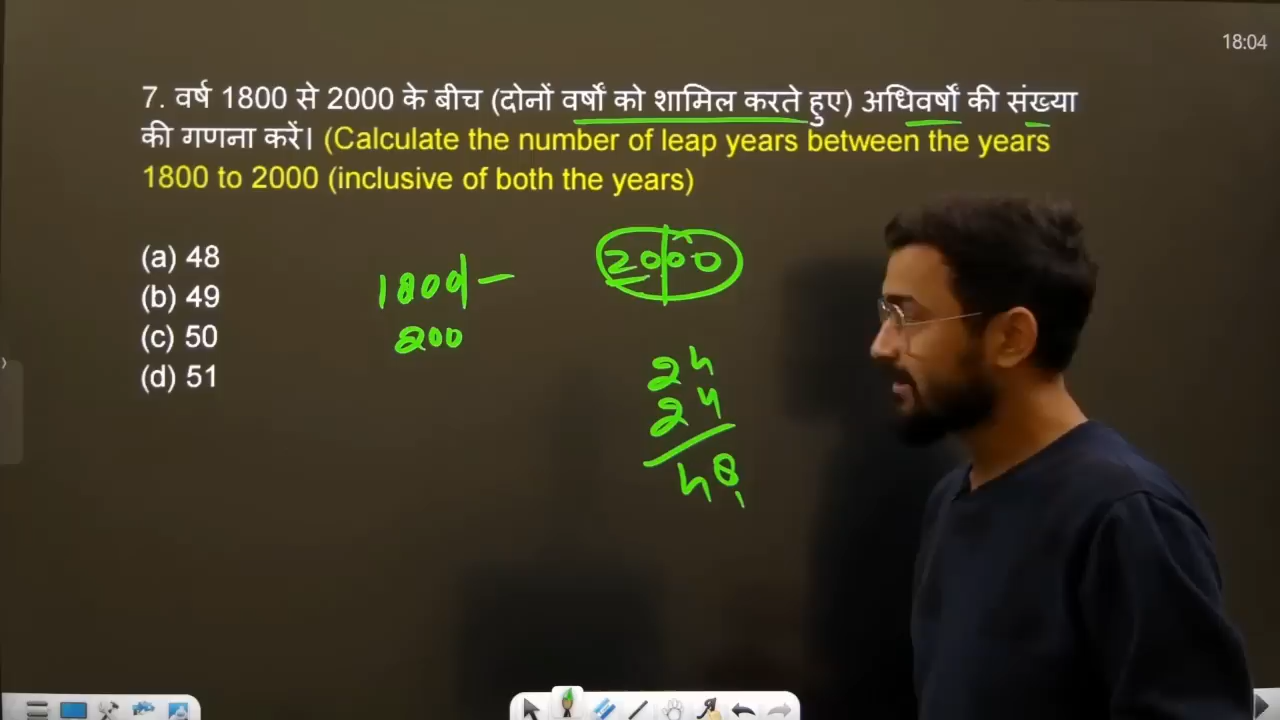 18:04
7. वर्ष 1800 से 2000 के बीच (दोनों वर्षों को शामिल करते हुए) अधिवर्षो की संख्या
की गणना करें। (Calculate the number of leap years between the years
1800 to 2000 (inclusive of both the years)
(a) 48
(b) 49
(c) 50
(d) 51
1800 -
200
2000
24
24
48